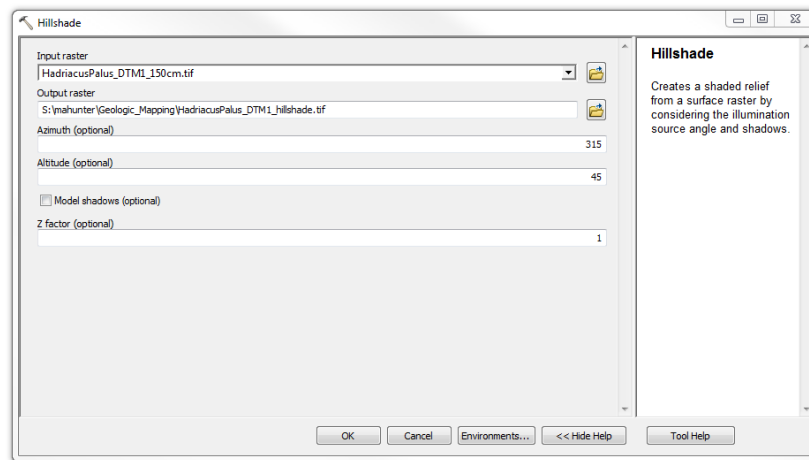 Hillshade
Input raster
HadriacusPalus_DTM1_150cm.tif
Output raster
S:\mahunter\Geologic_Mapping\HadriacusPalus_DTM1_hillshade.tif
Azimuth (optional)
315
Altitude (optional)
45
Model shadows (optional)
Z factor (optional)
1
Hillshade
Creates a shaded relief
from a surface raster by
considering the illumination
source angle and shadows.
OK
Cancel
Environments...
<< Hide Help
Tool Help